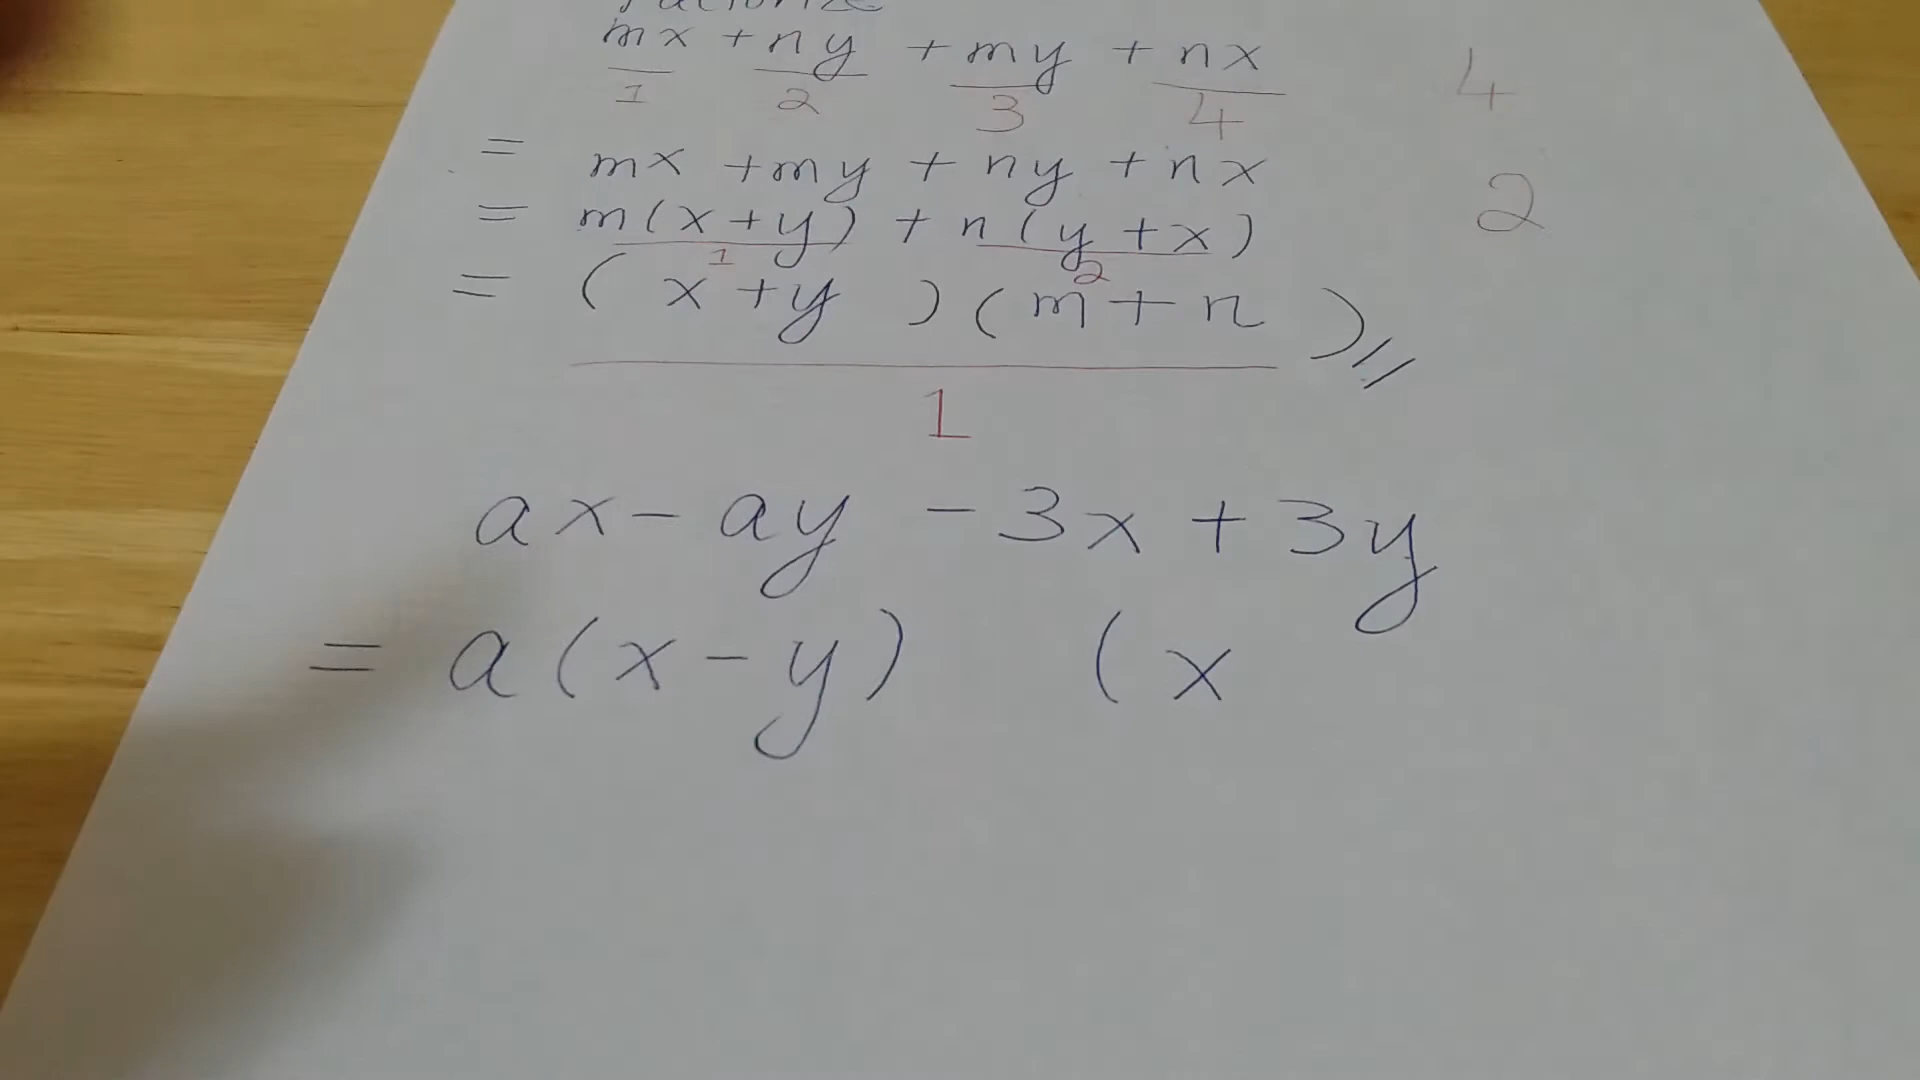 mx + ny + my + nx
1 2 3 4 4
= mx + my + ny + nx 2
= m(x+y) + n(y+x)
1 2
= (x+y)(m+n)//
1
ax - ay - 3x + 3y
= a(x-y) (x